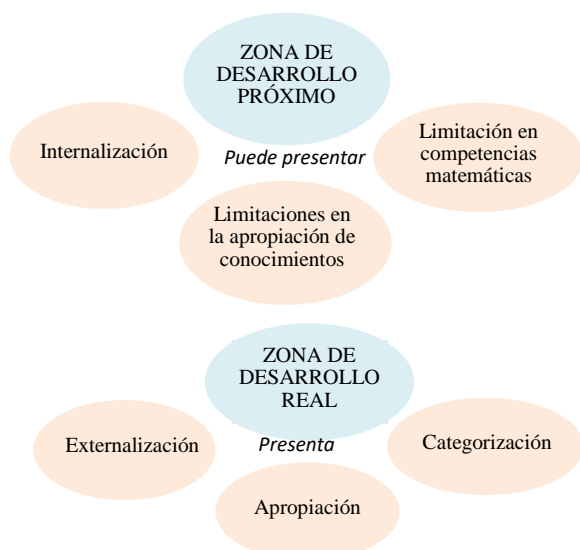 ZONA DE
DESARROLLO
PRÓXIMO
Internalización
Puede presentar
Limitación en
competencias
matemáticas
Limitaciones en
la apropiación de
conocimientos
ZONA DE
DESARROLLO
REAL
Externalización
Presenta
Categorización
Apropiación